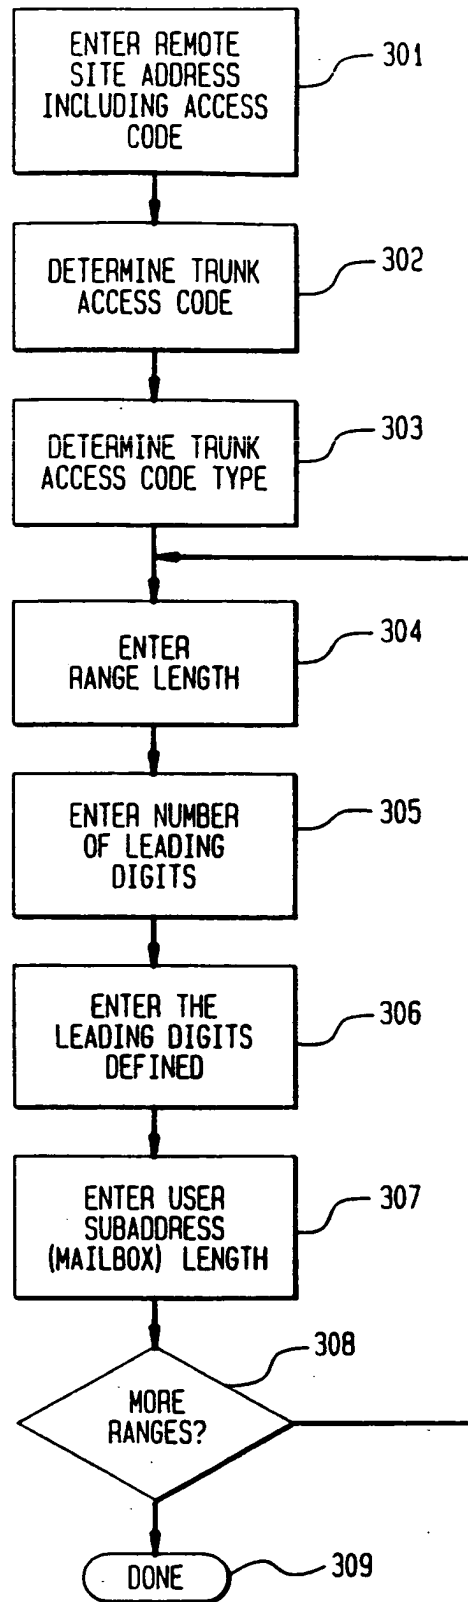 ENTER REMOTE
SITE ADDRESS
INCLUDING ACCESS
CODE
301
DETERMINE TRUNK
ACCESS CODE
302
DETERMINE TRUNK
ACCESS CODE TYPE
303
ENTER
RANGE LENGTH
304
ENTER NUMBER
OF LEADING
DIGITS
305
ENTER THE
LEADING DIGITS
DEFINED
306
ENTER USER
SUBADDRESS
(MAILBOX) LENGTH
307
MORE
RANGES?
308
DONE
309